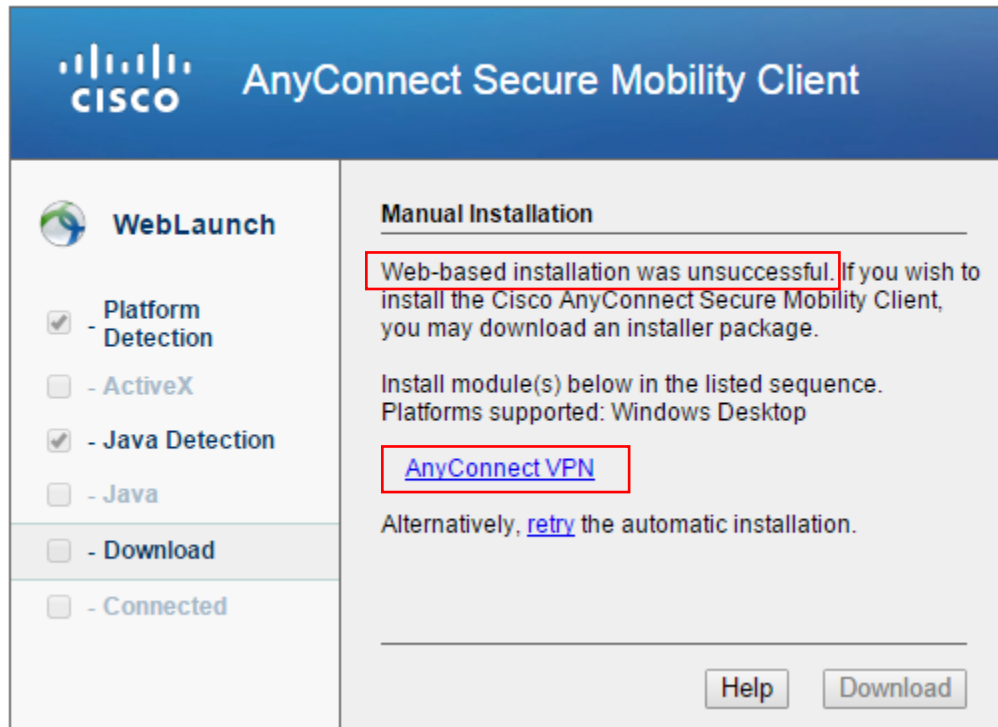 CISCO
AnyConnect Secure Mobility Client
WebLaunch
- Platform
Detection
- ActiveX
- Java Detection
- Java
- Download
- Connected
Manual Installation
Web-based installation was unsuccessful. If you wish to
install the Cisco AnyConnect Secure Mobility Client,
you may download an installer package.
Install module(s) below in the listed sequence.
Platforms supported: Windows Desktop
AnyConnect VPN
Alternatively, retry the automatic installation.
Help
Download